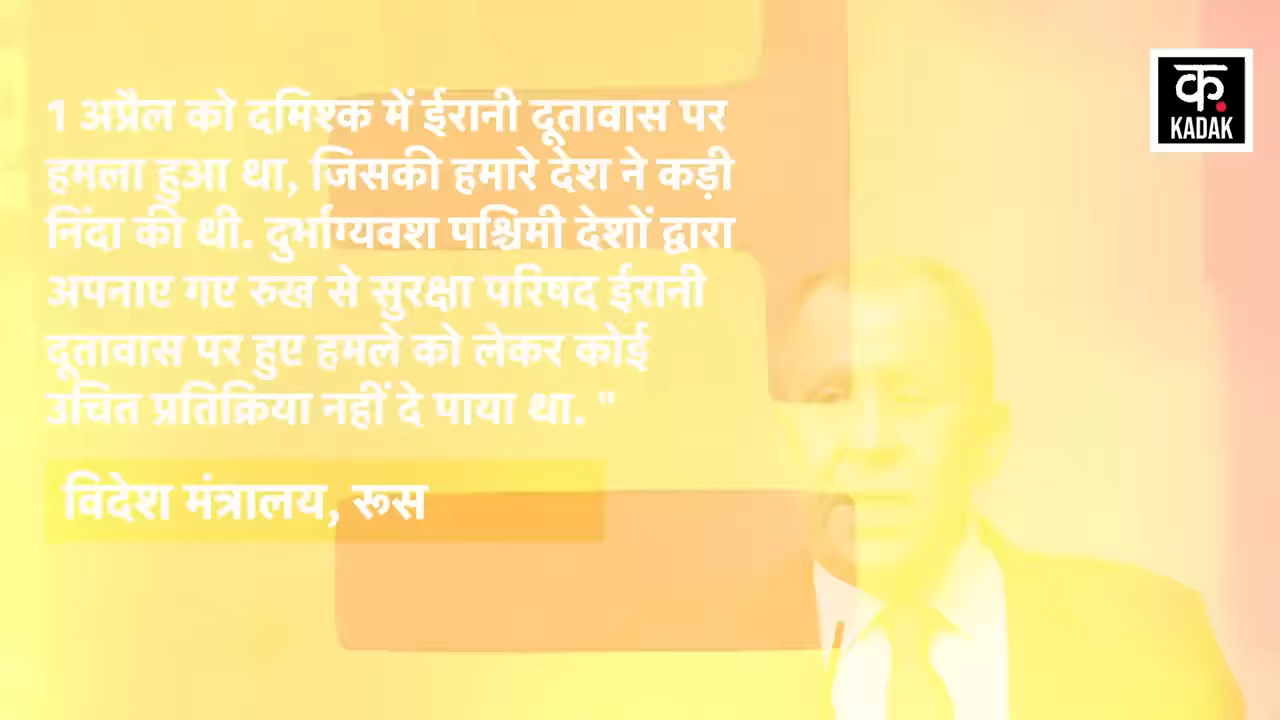 1 अप्रैल को दमिश्क में ईरानी दूतावास पर
हमला हुआ था, जिसकी हमारे देश ने कड़ी
निंदा की थी. दुर्भाग्यवश पश्चिमी देशों द्वारा
अपनाए गए रुख से सुरक्षा परिषद ईरानी
दूतावास पर हुए हमले को लेकर कोई
उचित प्रतिक्रिया नहीं दे पाया था. "
विदेश मंत्रालय, रूस
क
KADAK